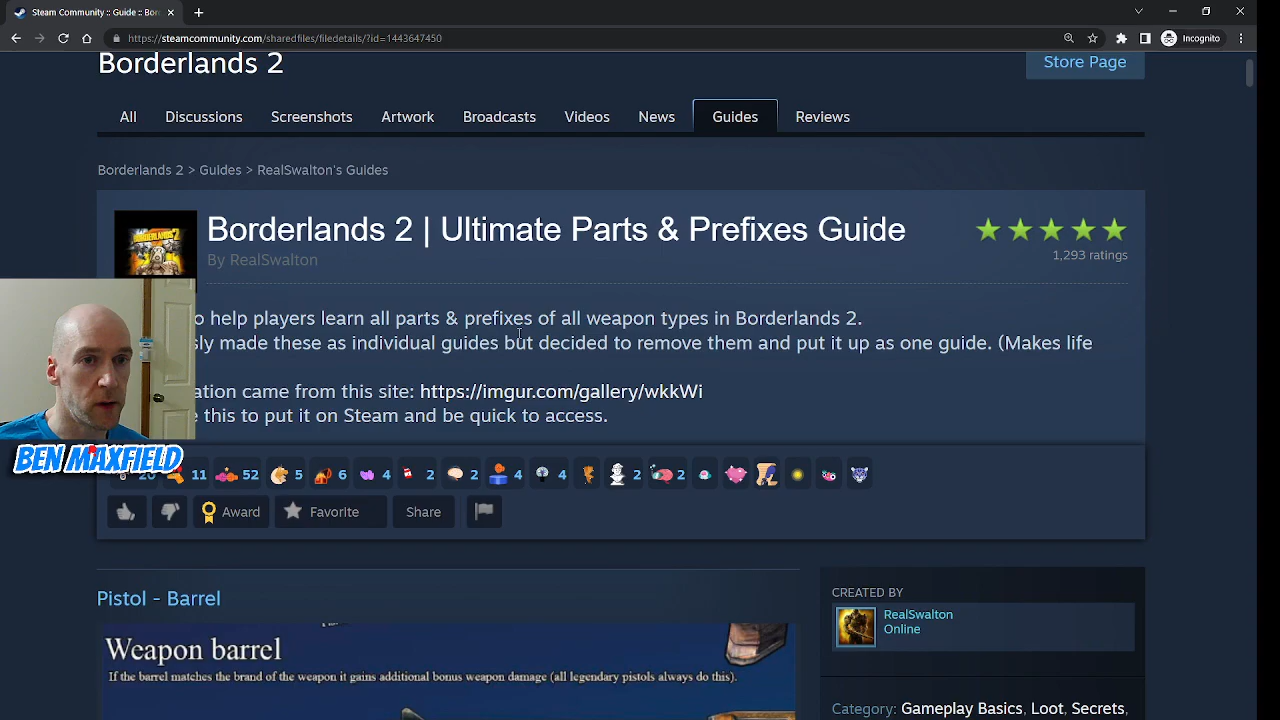 Steam Community :: Guide :: Bor
https://steamcommunity.com/sharedfiles/filedetails/?id=1443647450
Incognito
Borderlands 2
Store Page
All
Discussions
Screenshots
Artwork
Broadcasts
Videos
News
Guides
Reviews
Borderlands 2 > Guides > RealSwalton's Guides
Borderlands 2 | Ultimate Parts & Prefixes Guide
By RealSwalton
1,293 ratings
o help players learn all parts & prefixes of all weapon types in Borderlands 2.
sly made these as individual guides but decided to remove them and put it up as one guide. (Makes life
ation came from this site: https://imgur.com/gallery/wkkWi
this to put it on Steam and be quick to access.
BEN MAXFIELD
11 52 5 6 4 2 2 4 4 2 2
Award
Favorite
Share
Pistol - Barrel
Weapon barrel
If the barrel matches the brand of the weapon it gains additional bonus weapon damage (all legendary pistols always do this).
CREATED BY
RealSwalton
Online
Category: Gameplay Basics, Loot, Secrets,